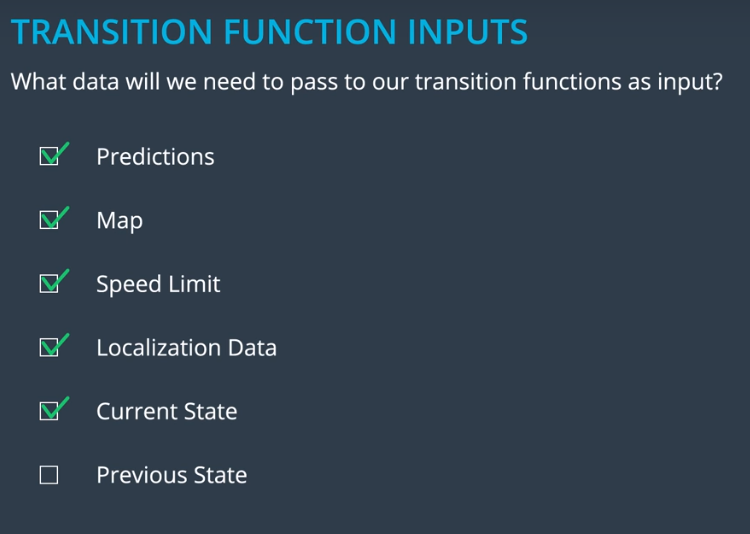 TRANSITION FUNCTION INPUTS
What data will we need to pass to our transition functions as input?
Predictions
Map
Speed Limit
Localization Data
Current State
Previous State